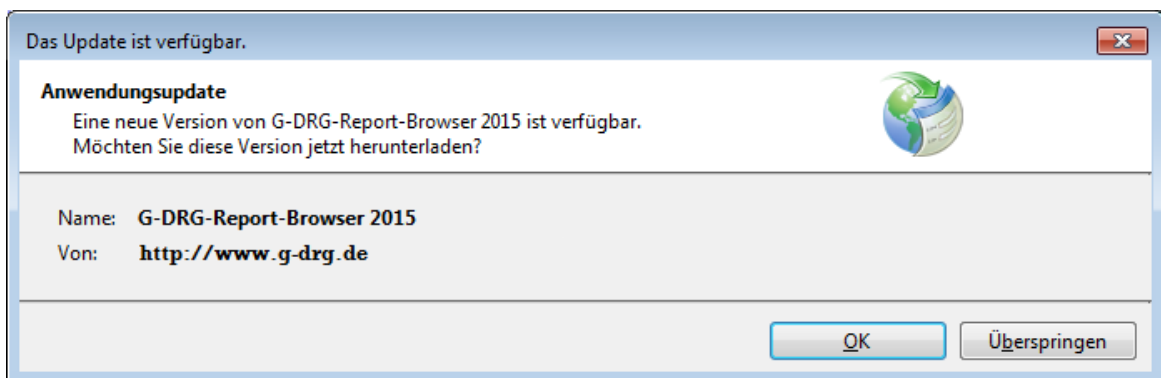 Das Update ist verfügbar.
Anwendungsupdate
Eine neue Version von G-DRG-Report-Browser 2015 ist verfügbar.
Möchten Sie diese Version jetzt herunterladen?
Name: G-DRG-Report-Browser 2015
Von: http://www.g-drg.de
OK Überspringen